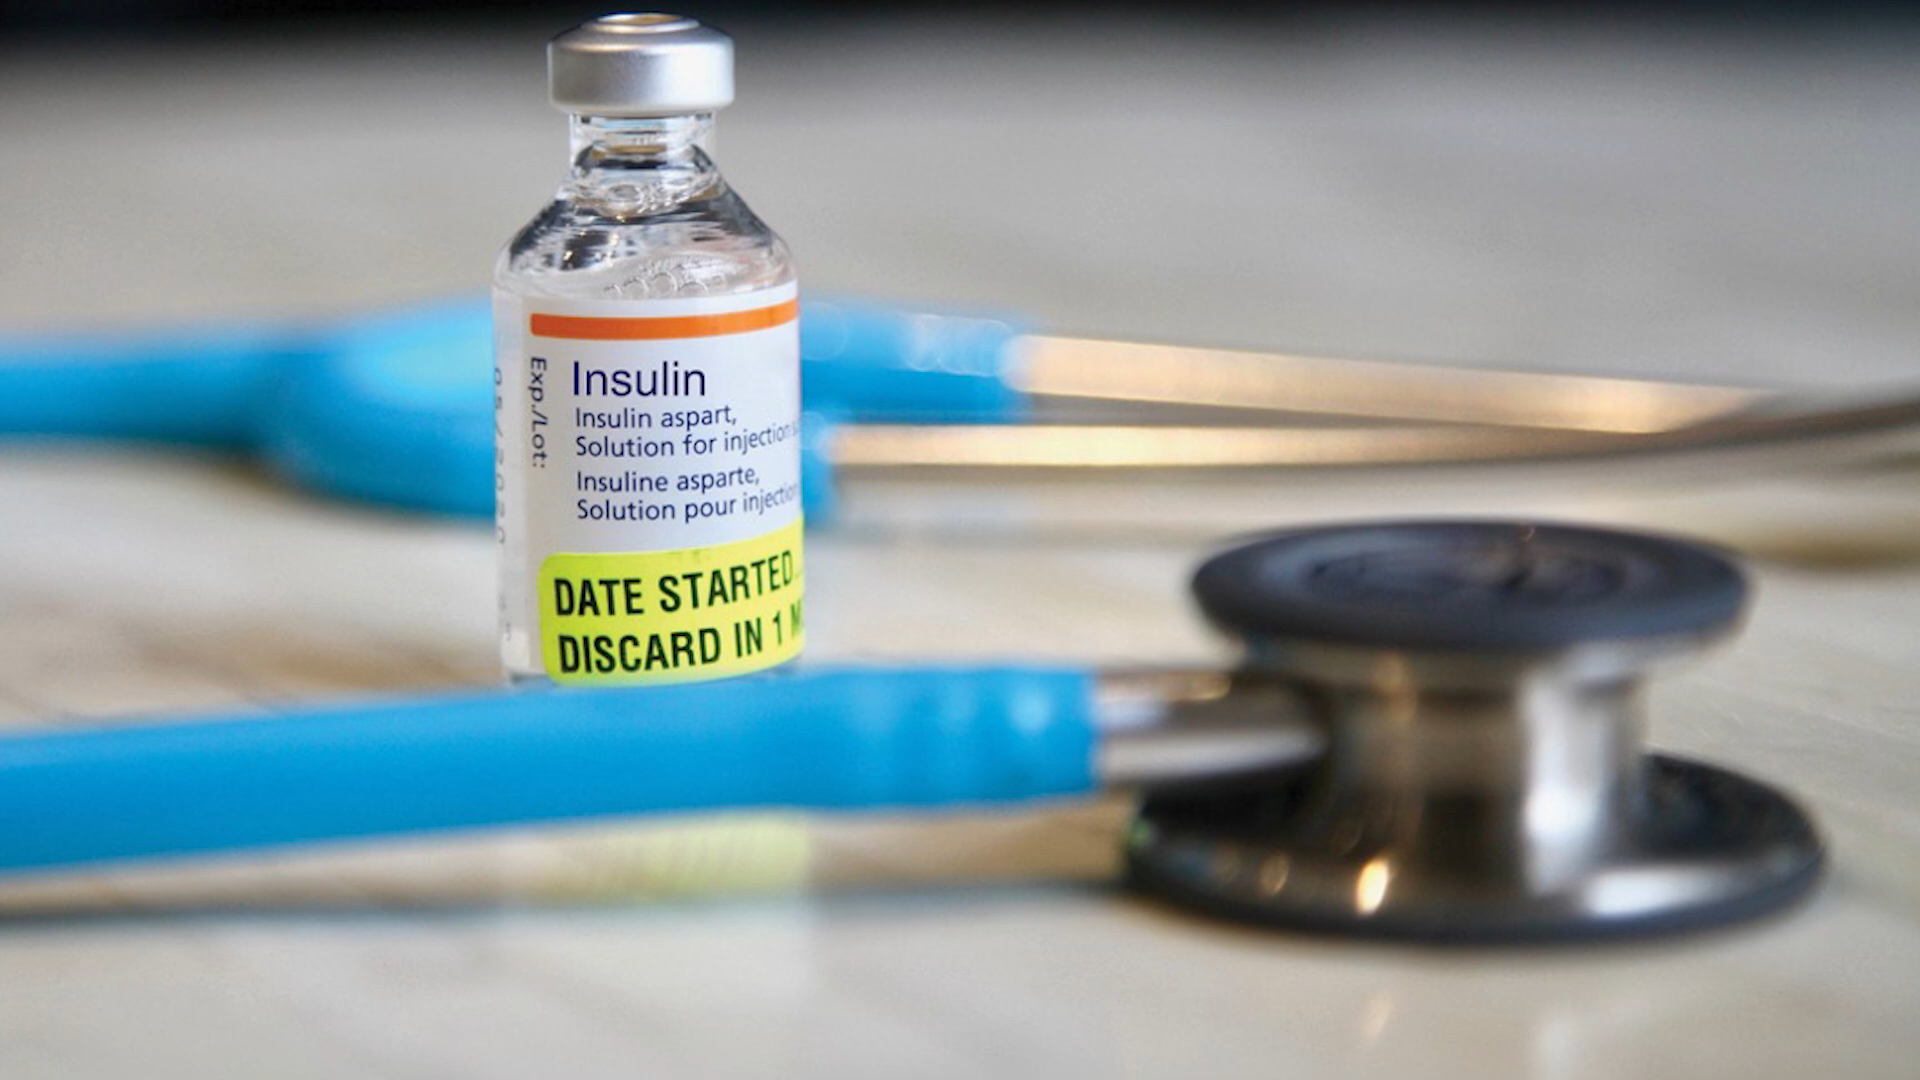 Exp./Lot:
Insulin
Insulin aspart,
Solution for injection
Insuline asparte,
Solution pour injection
DATE STARTED...
DISCARD IN 1